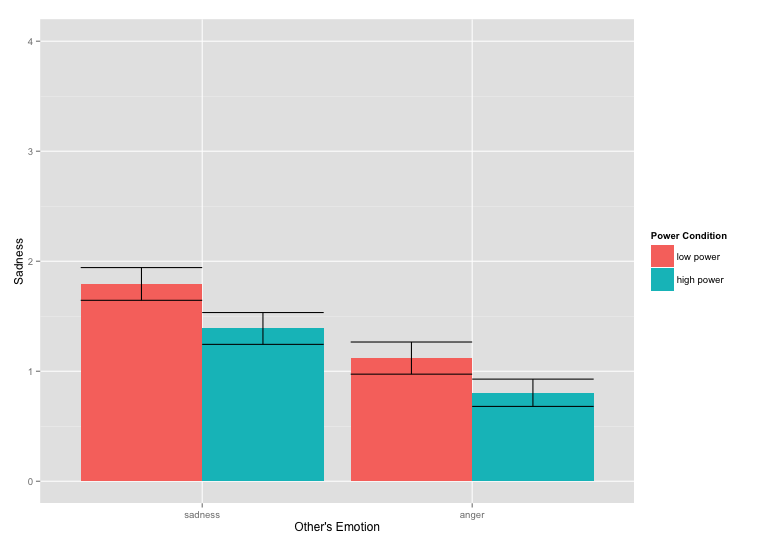 4
3
2
1
0
Sadness
sadness
anger
Other's Emotion
Power Condition
low power
high power